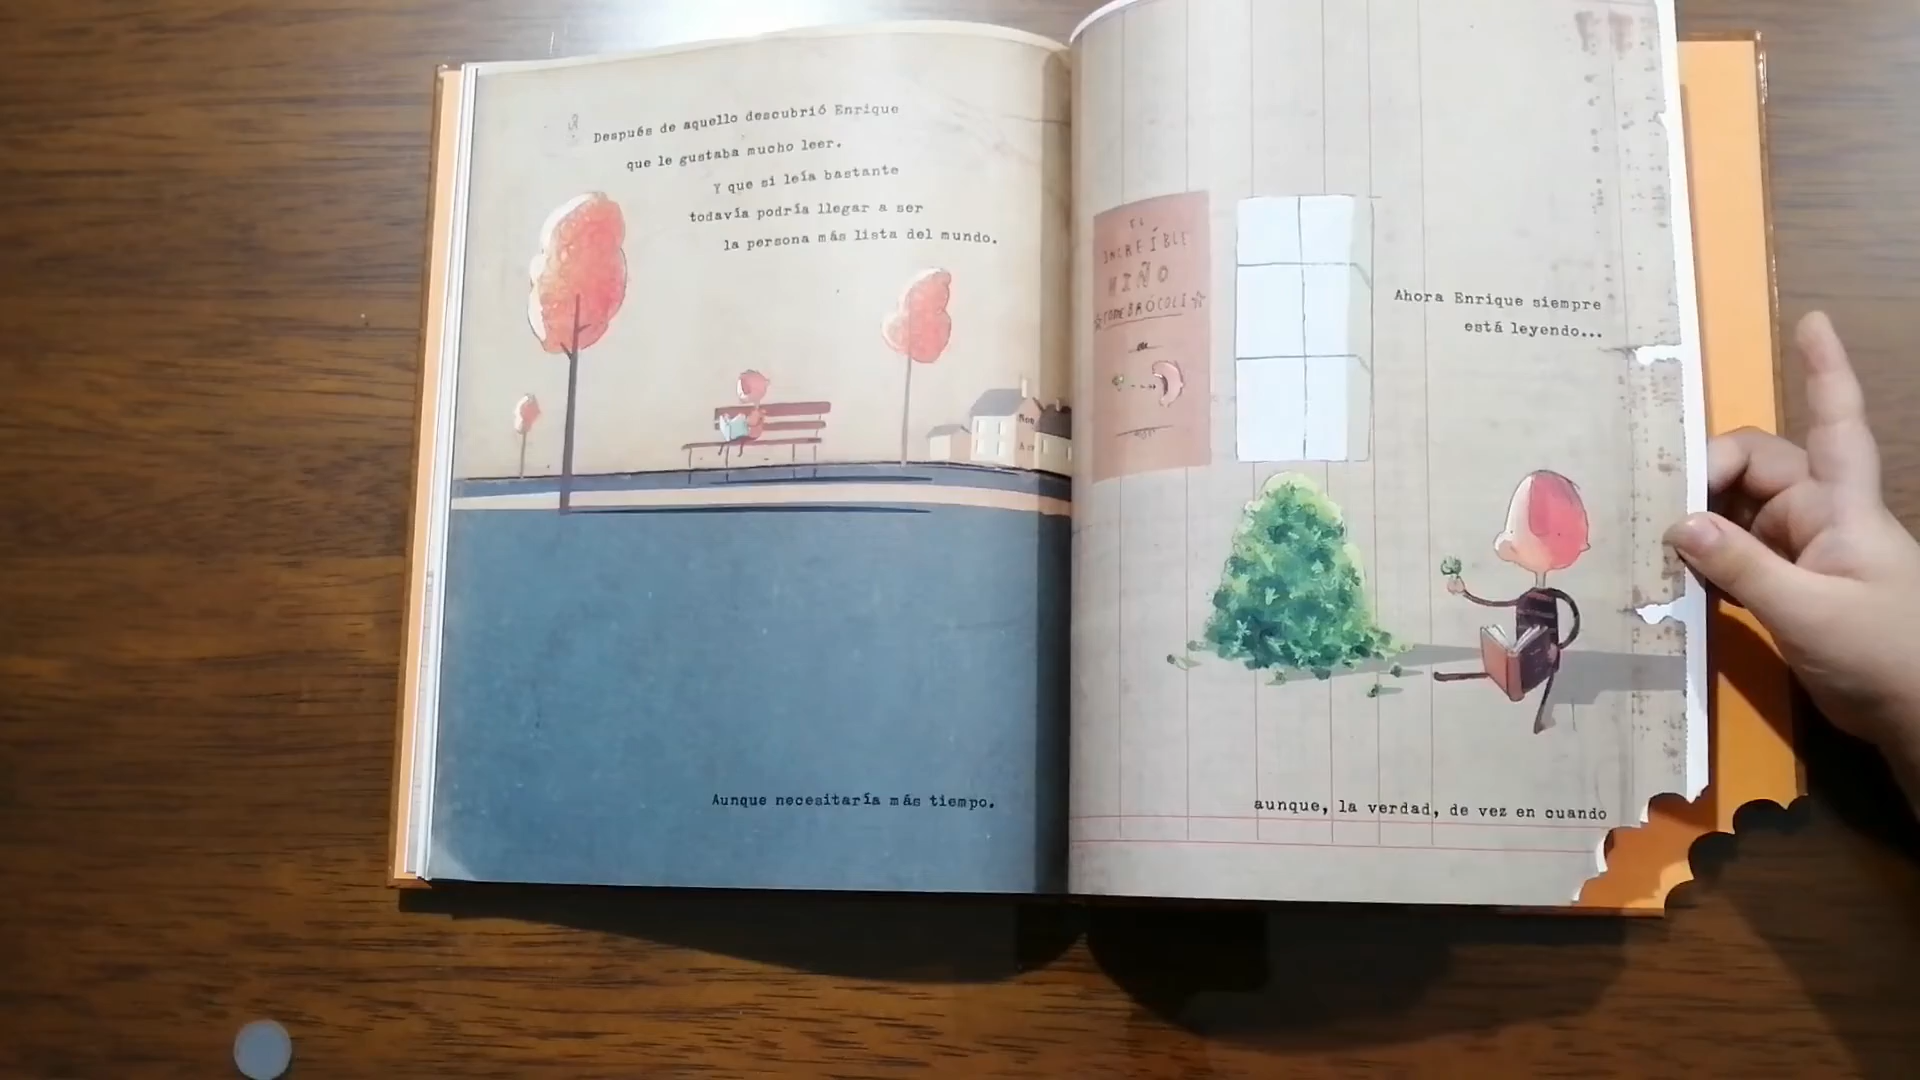 Después de aquello descubrió Enrique
que le gustaba mucho leer.
Y que si leía bastante
todavía podría llegar a ser
la persona más lista del mundo.
Aunque necesitaría más tiempo.
EL
INCREÍBLE
NIÑO
COMEBRÓCOLI
Ahora Enrique siempre
está leyendo...
aunque, la verdad, de vez en cuando